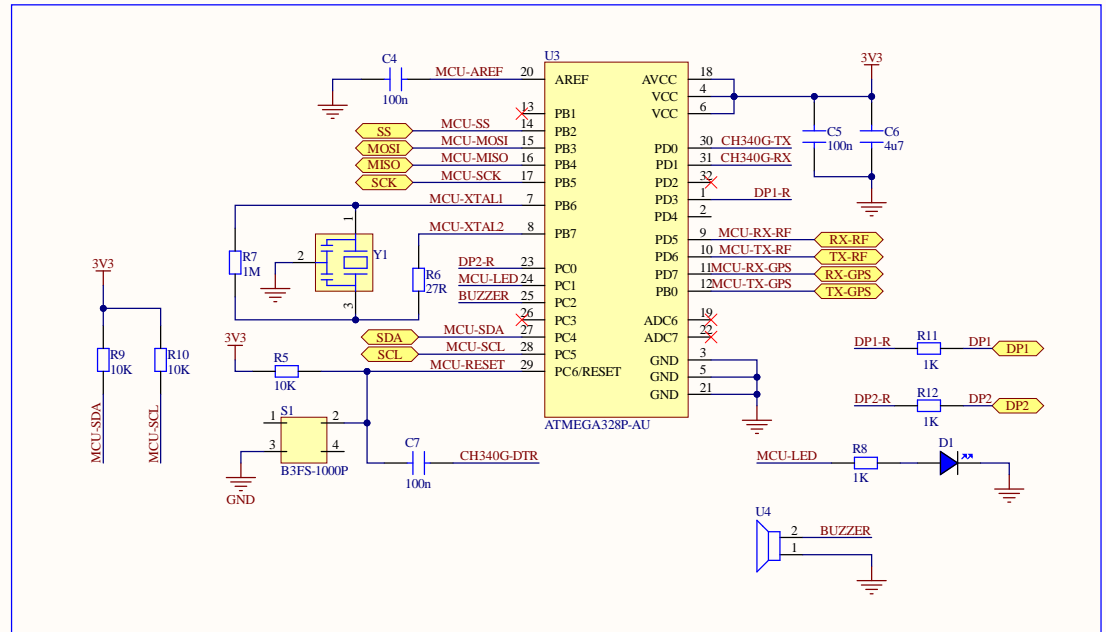 U3
C4
100n
MCU-AREF 20 AREF
13 PB1
SS MCU-SS 14 PB2
MOSI MCU-MOSI 15 PB3
MISO MCU-MISO 16 PB4
SCK MCU-SCK 17 PB5
MCU-XTAL1 7 PB6
MCU-XTAL2 8 PB7
DP2-R 23 PC0
MCU-LED 24 PC1
BUZZER 25 PC2
26 PC3
SDA MCU-SDA 27 PC4
SCL MCU-SCL 28 PC5
MCU-RESET 29 PC6/RESET
AVCC 18
VCC 4
VCC 6
PD0 30 CH340G-TX
PD1 31 CH340G-RX
PD2 32
PD3 1 DP1-R
PD4 2
PD5 9 MCU-RX-RF RX-RF
PD6 10 MCU-TX-RF TX-RF
PD7 11 MCU-RX-GPS RX-GPS
PB0 12 MCU-TX-GPS TX-GPS
ADC6 19
ADC7 22
GND 3
GND 5
GND 21
ATMEGA328P-AU
3V3
C5
100n
C6
4u7
R7
1M
1
2
3
Y1
R6
27R
3V3
R9
10K
R10
10K
MCU-SDA
MCU-SCL
3V3
R5
10K
S1
1 2
3 4
B3FS-1000P
GND
C7
100n
CH340G-DTR
DP1-R R11 DP1 DP1
1K
DP2-R R12 DP2 DP2
1K
MCU-LED R8 D1
1K
U4
2 BUZZER
1